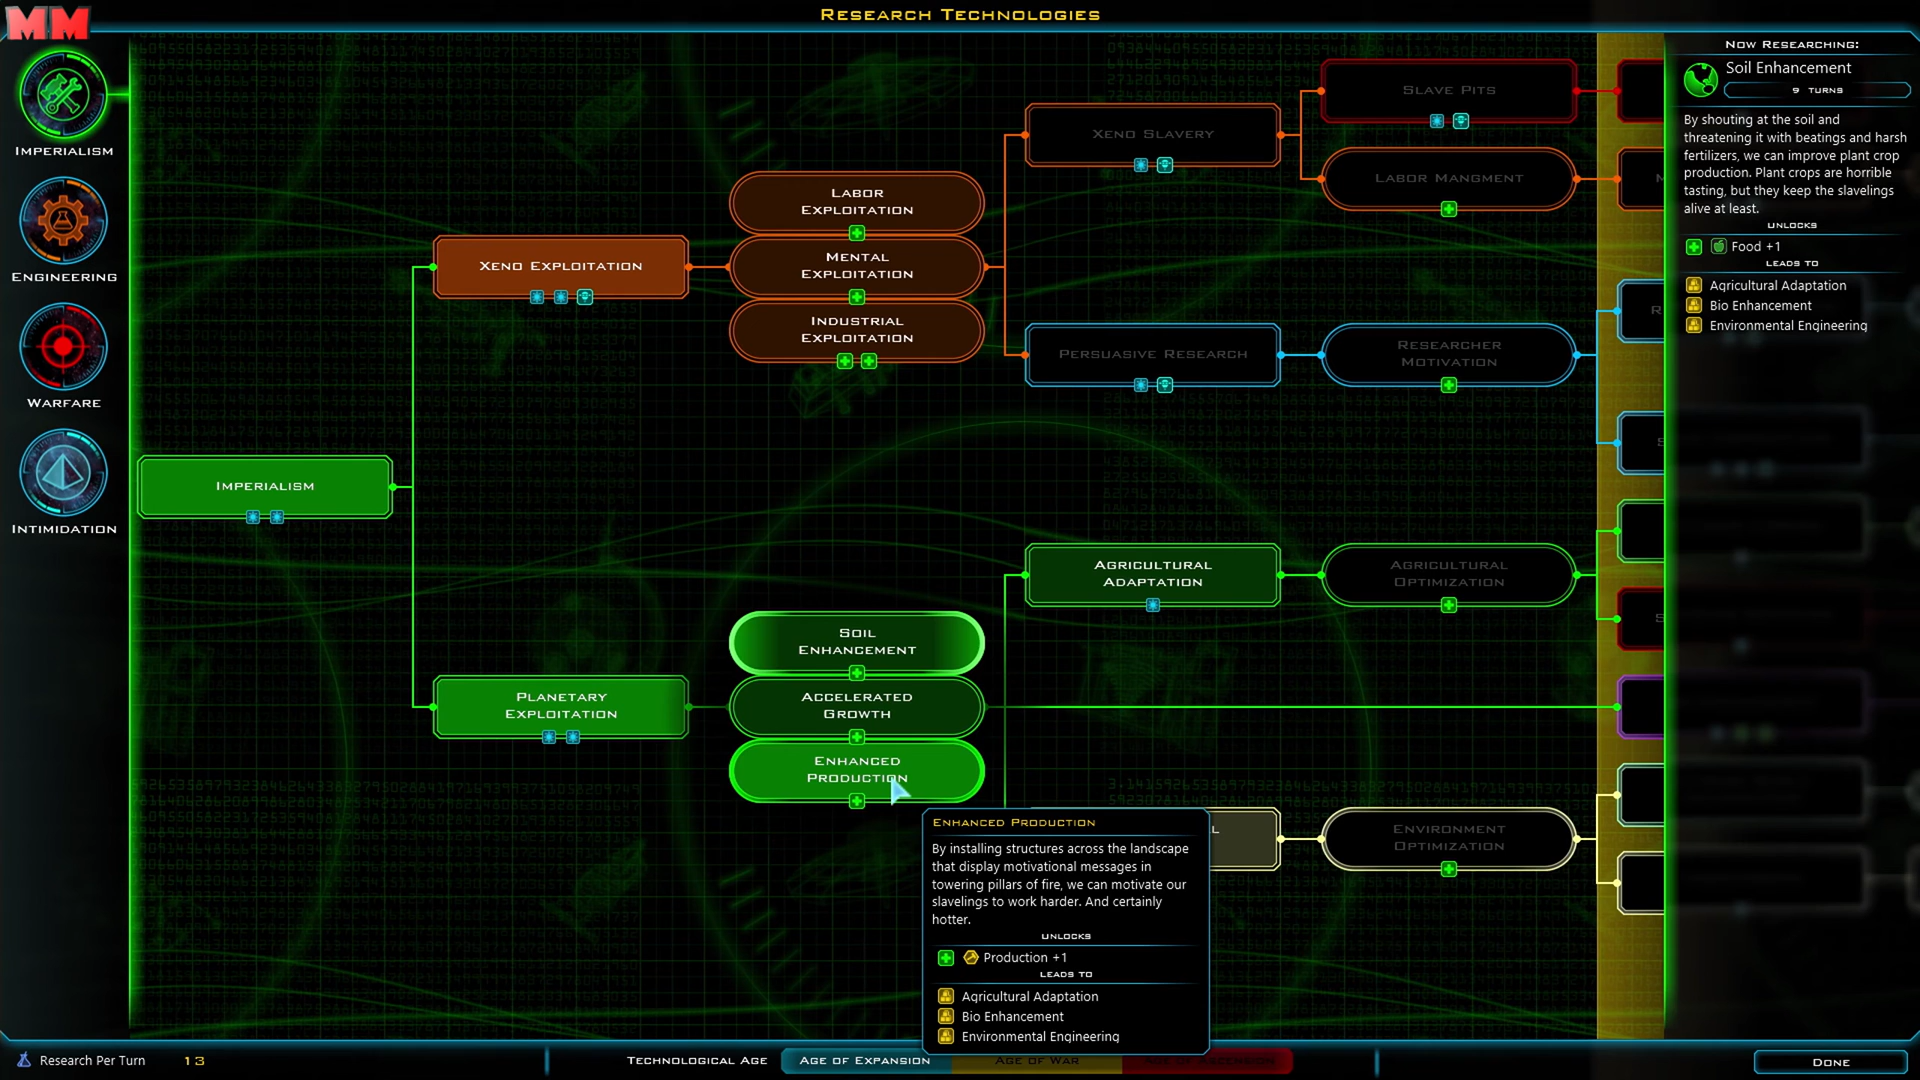 MM
RESEARCH TECHNOLOGIES
IMPERIALISM
ENGINEERING
WARFARE
INTIMIDATION
IMPERIALISM
XENO EXPLOITATION
PLANETARY
EXPLOITATION
LABOR
EXPLOITATION
MENTAL
EXPLOITATION
INDUSTRIAL
EXPLOITATION
SOIL
ENHANCEMENT
ACCELERATED
GROWTH
ENHANCED
PRODUCTION
XENO SLAVERY
PERSUASIVE RESEARCH
AGRICULTURAL
ADAPTATION
L
SLAVE PITS
LABOR MANGMENT
RESEARCHER
MOTIVATION
AGRICULTURAL
OPTIMIZATION
ENVIRONMENT
OPTIMIZATION
ENHANCED PRODUCTION
By installing structures across the landscape
that display motivational messages in
towering pillars of fire, we can motivate our
slavelings to work harder. And certainly
hotter.
UNLOCKS
Production +1
LEADS TO
Agricultural Adaptation
Bio Enhancement
Environmental Engineering
NOW RESEARCHING:
Soil Enhancement
9 TURNS
By shouting at the soil and
threatening it with beatings and harsh
fertilizers, we can improve plant crop
production. Plant crops are horrible
tasting, but they keep the slavelings
alive at least.
UNLOCKS
Food +1
LEADS TO
Agricultural Adaptation
Bio Enhancement
Environmental Engineering
Research Per Turn 13
TECHNOLOGICAL AGE AGE OF EXPANSION AGE OF WAR
DONE